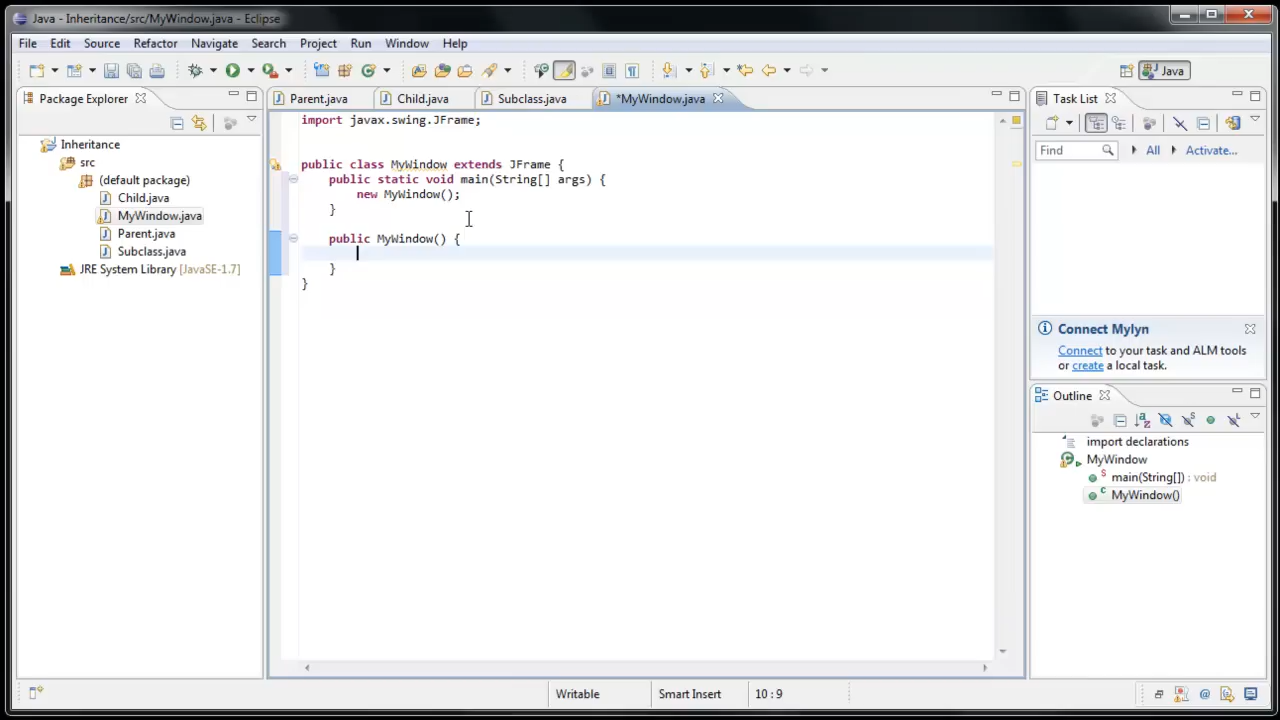 Java - Inheritance/src/MyWindow.java - Eclipse
File Edit Source Refactor Navigate Search Project Run Window Help
Java
Package Explorer
Parent.java
Child.java
Subclass.java
*MyWindow.java
Task List
Inheritance
src
(default package)
Child.java
MyWindow.java
Parent.java
Subclass.java
JRE System Library [JavaSE-1.7]
import javax.swing.JFrame;
public class MyWindow extends JFrame {
public static void main(String[] args) {
new MyWindow();
}
public MyWindow() {
}
}
Find
All
Activate...
Connect Mylyn
Connect to your task and ALM tools
or create a local task.
Outline
import declarations
MyWindow
main(String[]) : void
MyWindow()
Writable
Smart Insert
10 : 9